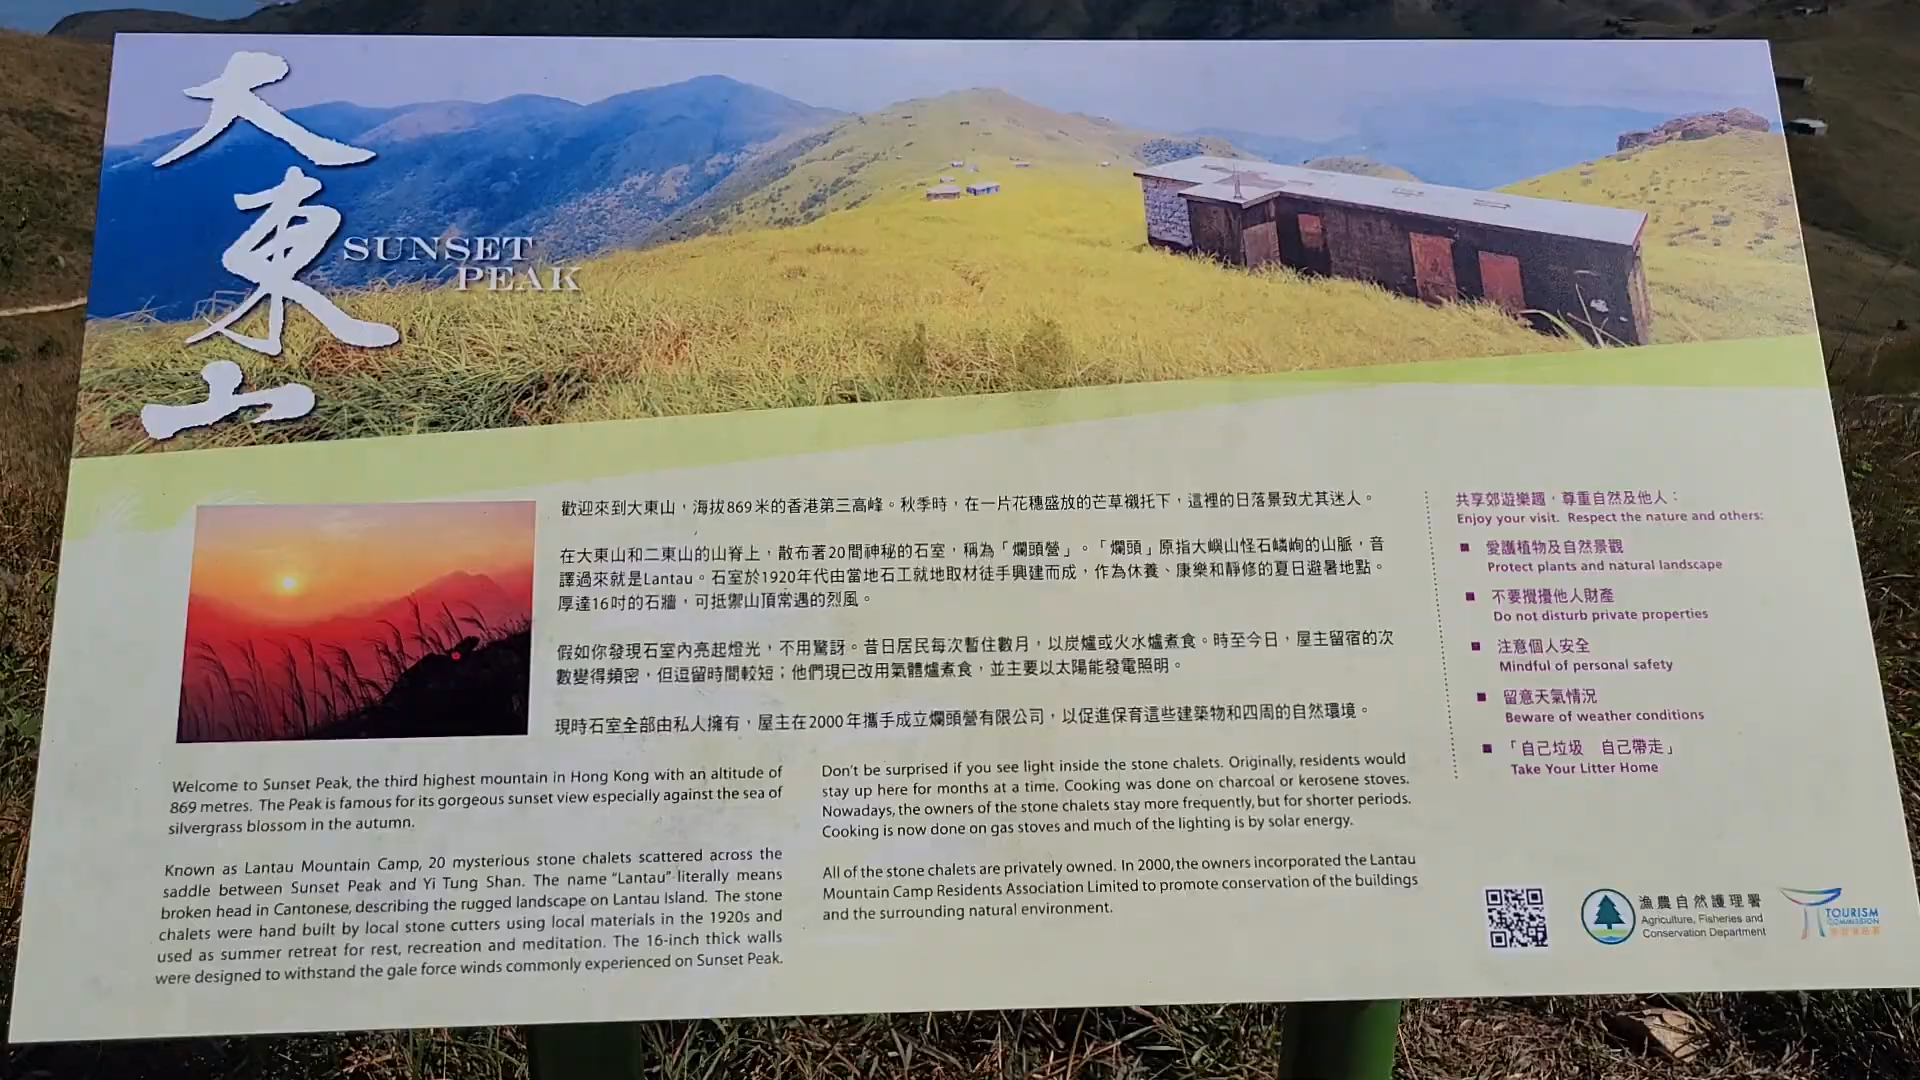 大東山
SUNSET
PEAK
歡迎來到大東山，海拔869米的香港第三高峰。秋季時，在一片花穗盛放的芒草襯托下，這裡的日落景致尤其迷人。
在大東山和二東山的山脊上，散布著20間神秘的石室，稱為「爛頭營」。「爛頭」原指大嶼山怪石嶙峋的山脈，音
譯過來就是Lantau。石室於1920年代由當地石工就地取材徒手興建而成，作為休養、康樂和靜修的夏日避暑地點。
厚達16吋的石牆，可抵禦山頂常遇的烈風。
假如你發現石室內亮起燈光，不用驚訝。昔日居民每次暫住數月，以炭爐或火水爐煮食。時至今日，屋主留宿的次
數變得頻密，但逗留時間較短；他們現已改用氣體爐煮食，並主要以太陽能發電照明。
現時石室全部由私人擁有，屋主在2000年攜手成立爛頭營有限公司，以促進保育這些建築物和四周的自然環境。
Welcome to Sunset Peak, the third highest mountain in Hong Kong with an altitude of
869 metres. The Peak is famous for its gorgeous sunset view especially against the sea of
silvergrass blossom in the autumn.
Known as Lantau Mountain Camp, 20 mysterious stone chalets scattered across the
saddle between Sunset Peak and Yi Tung Shan. The name “Lantau” literally means
broken head in Cantonese, describing the rugged landscape on Lantau Island. The stone
chalets were hand built by local stone cutters using local materials in the 1920s and
used as summer retreat for rest, recreation and meditation. The 16-inch thick walls
were designed to withstand the gale force winds commonly experienced on Sunset Peak.
Don't be surprised if you see light inside the stone chalets. Originally, residents would
stay up here for months at a time. Cooking was done on charcoal or kerosene stoves.
Nowadays, the owners of the stone chalets stay more frequently, but for shorter periods.
Cooking is now done on gas stoves and much of the lighting is by solar energy.
All of the stone chalets are privately owned. In 2000, the owners incorporated the Lantau
Mountain Camp Residents Association Limited to promote conservation of the buildings
and the surrounding natural environment.
共享郊遊樂趣，尊重自然及他人：
Enjoy your visit. Respect the nature and others:
愛護植物及自然景觀
Protect plants and natural landscape
不要攪擾他人財產
Do not disturb private properties
注意個人安全
Mindful of personal safety
留意天氣情況
Beware of weather conditions
「自己垃圾 自己帶走」
Take Your Litter Home
漁農自然護理署
Agriculture, Fisheries and
Conservation Department
TOURISM
COMMISSION